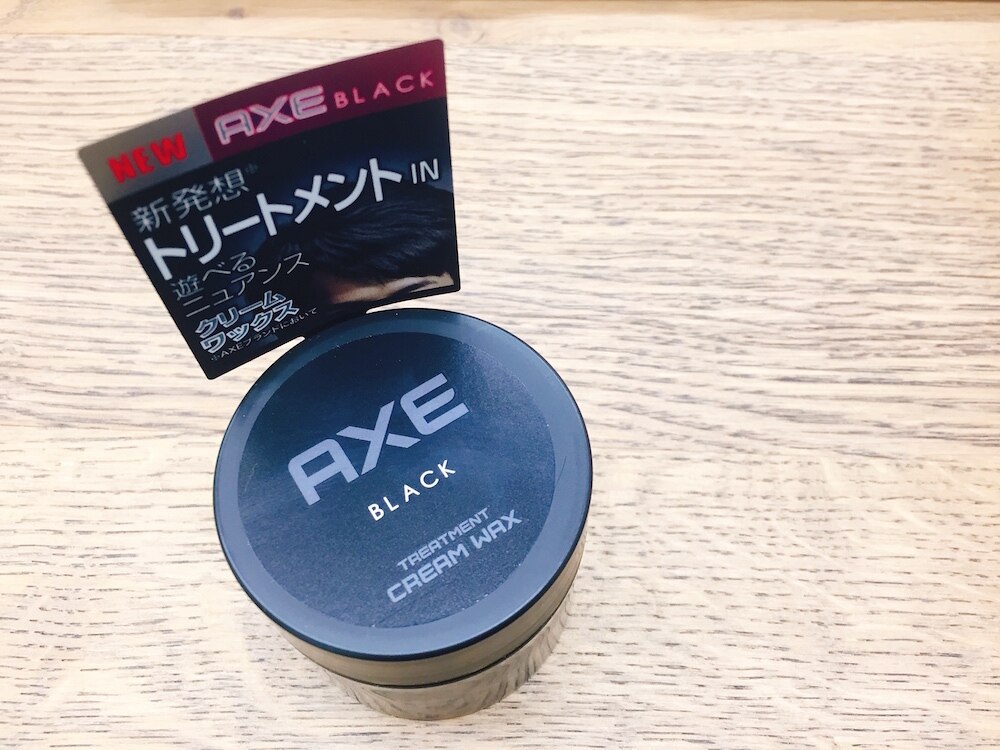 NEW AXE BLACK
新発想※
トリートメント IN
遊べる
ニュアンス
クリーム
ワックス
※AXEブランドにおいて
AXE
BLACK
TREATMENT
CREAM WAX